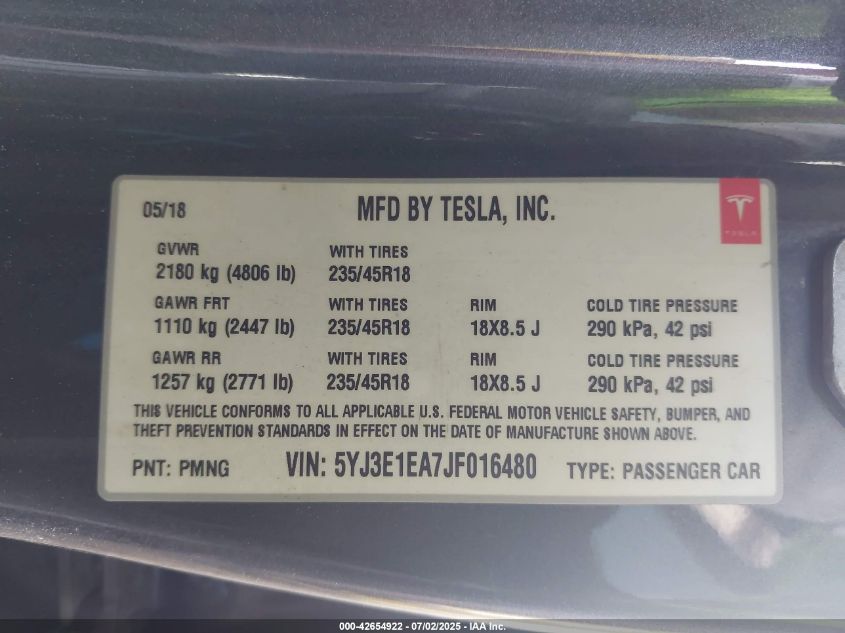 05/18 MFD BY TESLA, INC.
TESLA
GVWR WITH TIRES
2180 kg (4806 lb) 235/45R18
GAWR FRT WITH TIRES RIM COLD TIRE PRESSURE
1110 kg (2447 lb) 235/45R18 18X8.5 J 290 kPa, 42 psi
GAWR RR WITH TIRES RIM COLD TIRE PRESSURE
1257 kg (2771 lb) 235/45R18 18X8.5 J 290 kPa, 42 psi
THIS VEHICLE CONFORMS TO ALL APPLICABLE U.S. FEDERAL MOTOR VEHICLE SAFETY, BUMPER, AND
THEFT PREVENTION STANDARDS IN EFFECT ON THE DATE OF MANUFACTURE SHOWN ABOVE.
PNT: PMNG VIN: 5YJ3E1EA7JF016480 TYPE: PASSENGER CAR
000-42654922 - 07/02/2025 - IAA Inc.